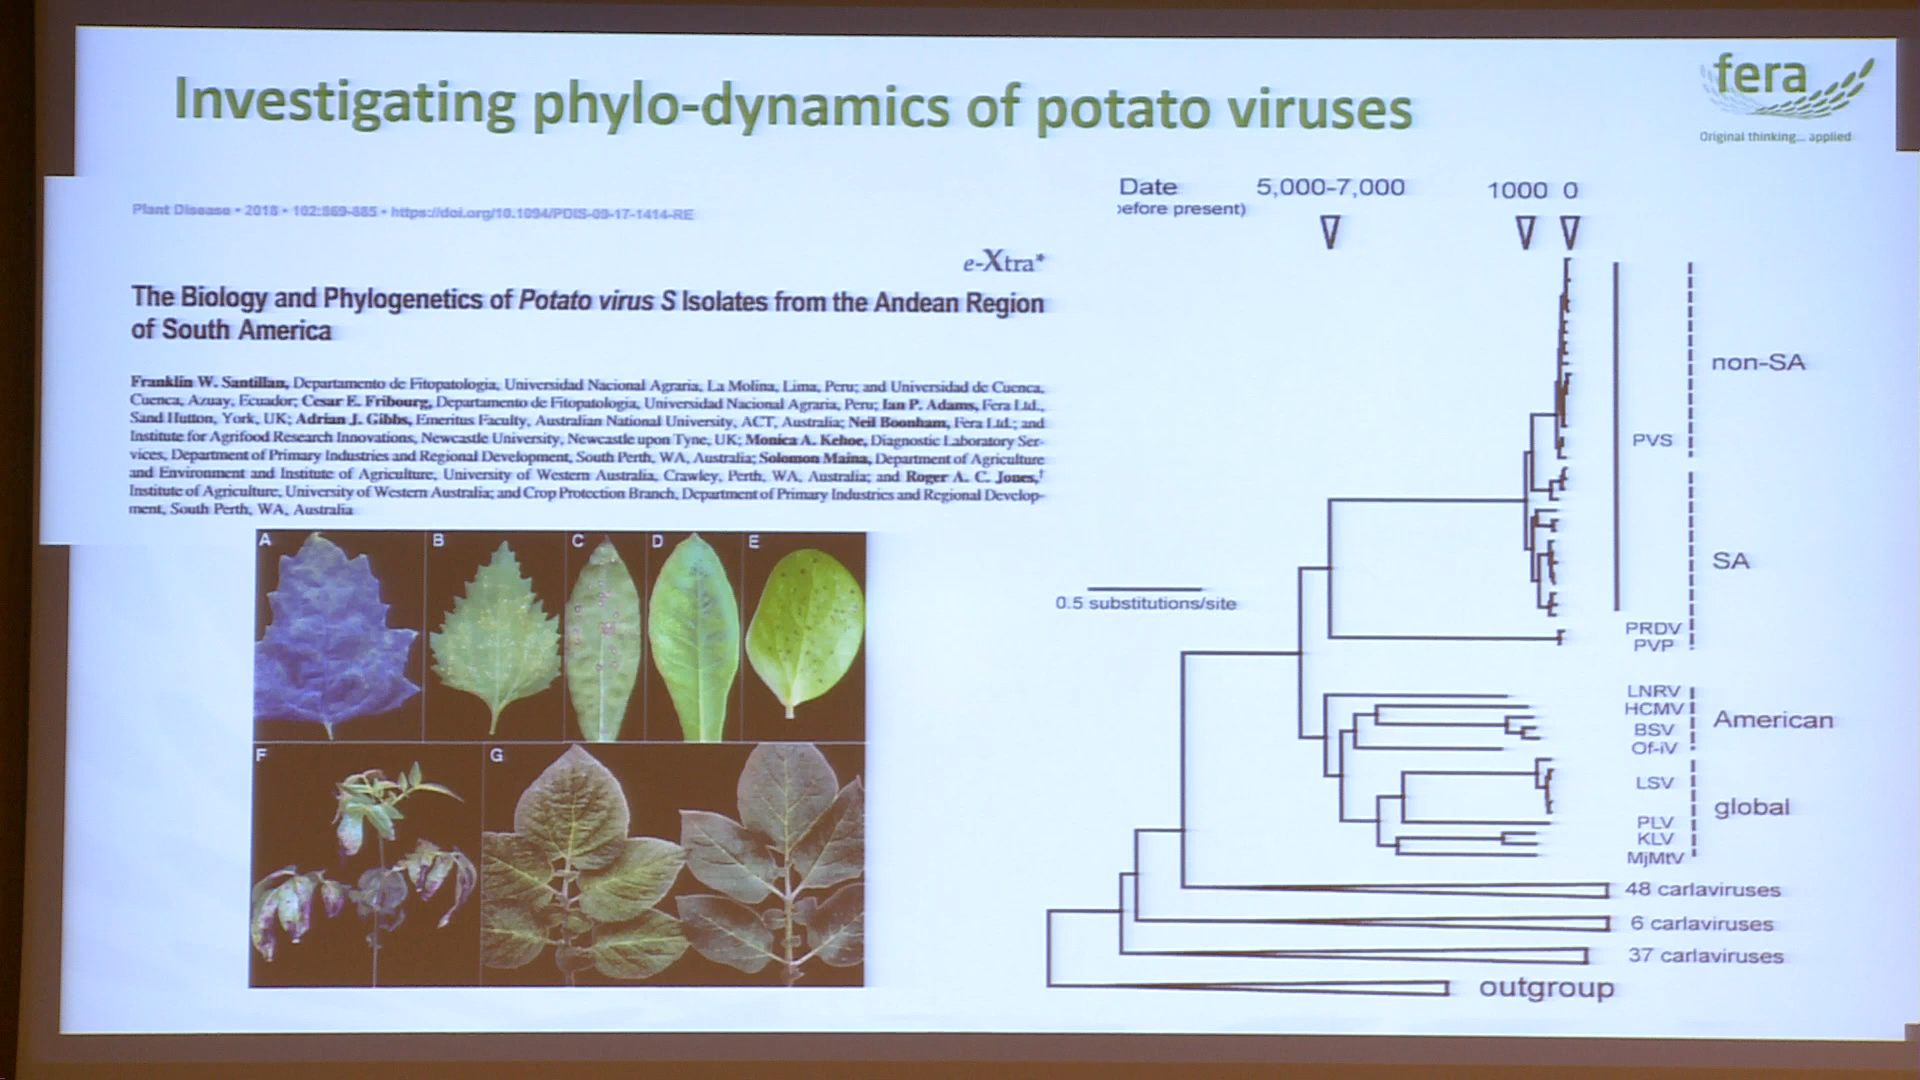 Investigating phylo-dynamics of potato viruses
fera
Original thinking... applied
Plant Disease • 2018 • 102:869-885 • https://doi.org/10.1094/PDIS-09-17-1414-RE
e-Xtra*
The Biology and Phylogenetics of Potato virus S Isolates from the Andean Region
of South America
Franklin W. Santillan, Departamento de Fitopatologia, Universidad Nacional Agraria, La Molina, Lima, Peru; and Universidad de Cuenca,
Cuenca, Azuay, Ecuador; Cesar E. Fribourg, Departamento de Fitopatologia, Universidad Nacional Agraria, Peru; Ian P. Adams, Fera Ltd.,
Sand Hutton, York, UK; Adrian J. Gibbs, Emeritus Faculty, Australian National University, ACT, Australia; Neil Boonham, Fera Ltd.; and
Institute for Agrifood Research Innovations, Newcastle University, Newcastle upon Tyne, UK; Monica A. Kehoe, Diagnostic Laboratory Ser-
vices, Department of Primary Industries and Regional Development, South Perth, WA, Australia; Solomon Maina, Department of Agriculture
and Environment and Institute of Agriculture, University of Western Australia, Crawley, Perth, WA, Australia; and Roger A. C. Jones,†
Institute of Agriculture, University of Western Australia; and Crop Protection Branch, Department of Primary Industries and Regional Develop-
ment, South Perth, WA, Australia
A B C D E
F G
Date 5,000-7,000 1000 0
efore present)
non-SA
PVS
SA
0.5 substitutions/site
PRDV
PVP
LNRV
HCMV
American
BSV
Of-iV
LSV
global
PLV
KLV
MjMtV
48 carlaviruses
6 carlaviruses
37 carlaviruses
outgroup